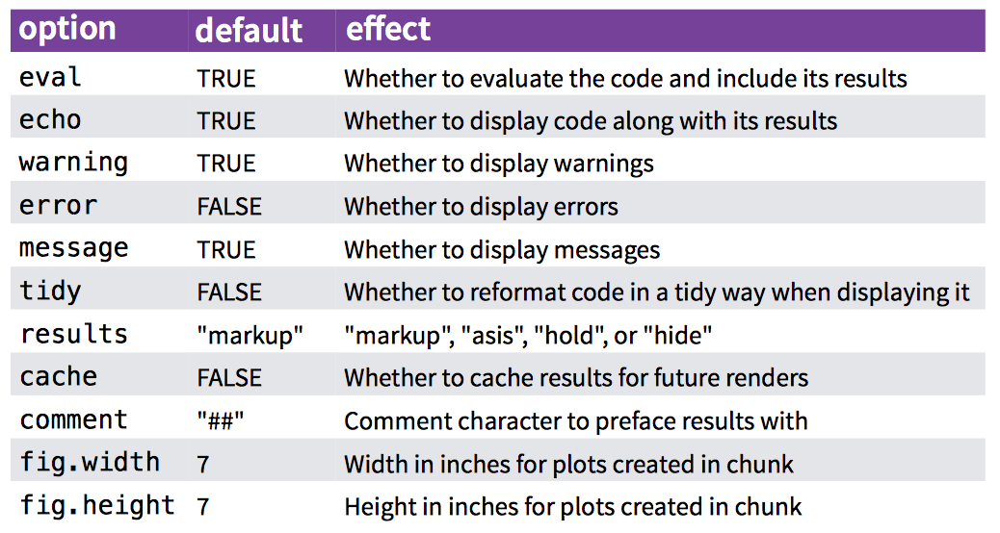 option default effect
eval TRUE Whether to evaluate the code and include its results
echo TRUE Whether to display code along with its results
warning TRUE Whether to display warnings
error FALSE Whether to display errors
message TRUE Whether to display messages
tidy FALSE Whether to reformat code in a tidy way when displaying it
results "markup" "markup", "asis", "hold", or "hide"
cache FALSE Whether to cache results for future renders
comment "##" Comment character to preface results with
fig.width 7 Width in inches for plots created in chunk
fig.height 7 Height in inches for plots created in chunk